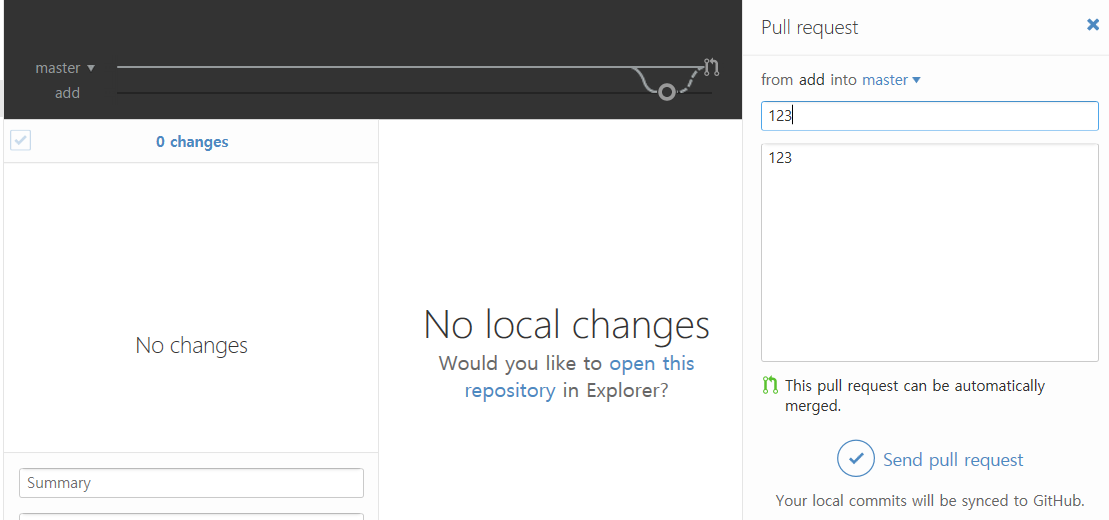 master
add
0 changes
No changes
Summary
No local changes
Would you like to open this
repository in Explorer?
Pull request
from add into master
123
123
This pull request can be automatically
merged.
Send pull request
Your local commits will be synced to GitHub.